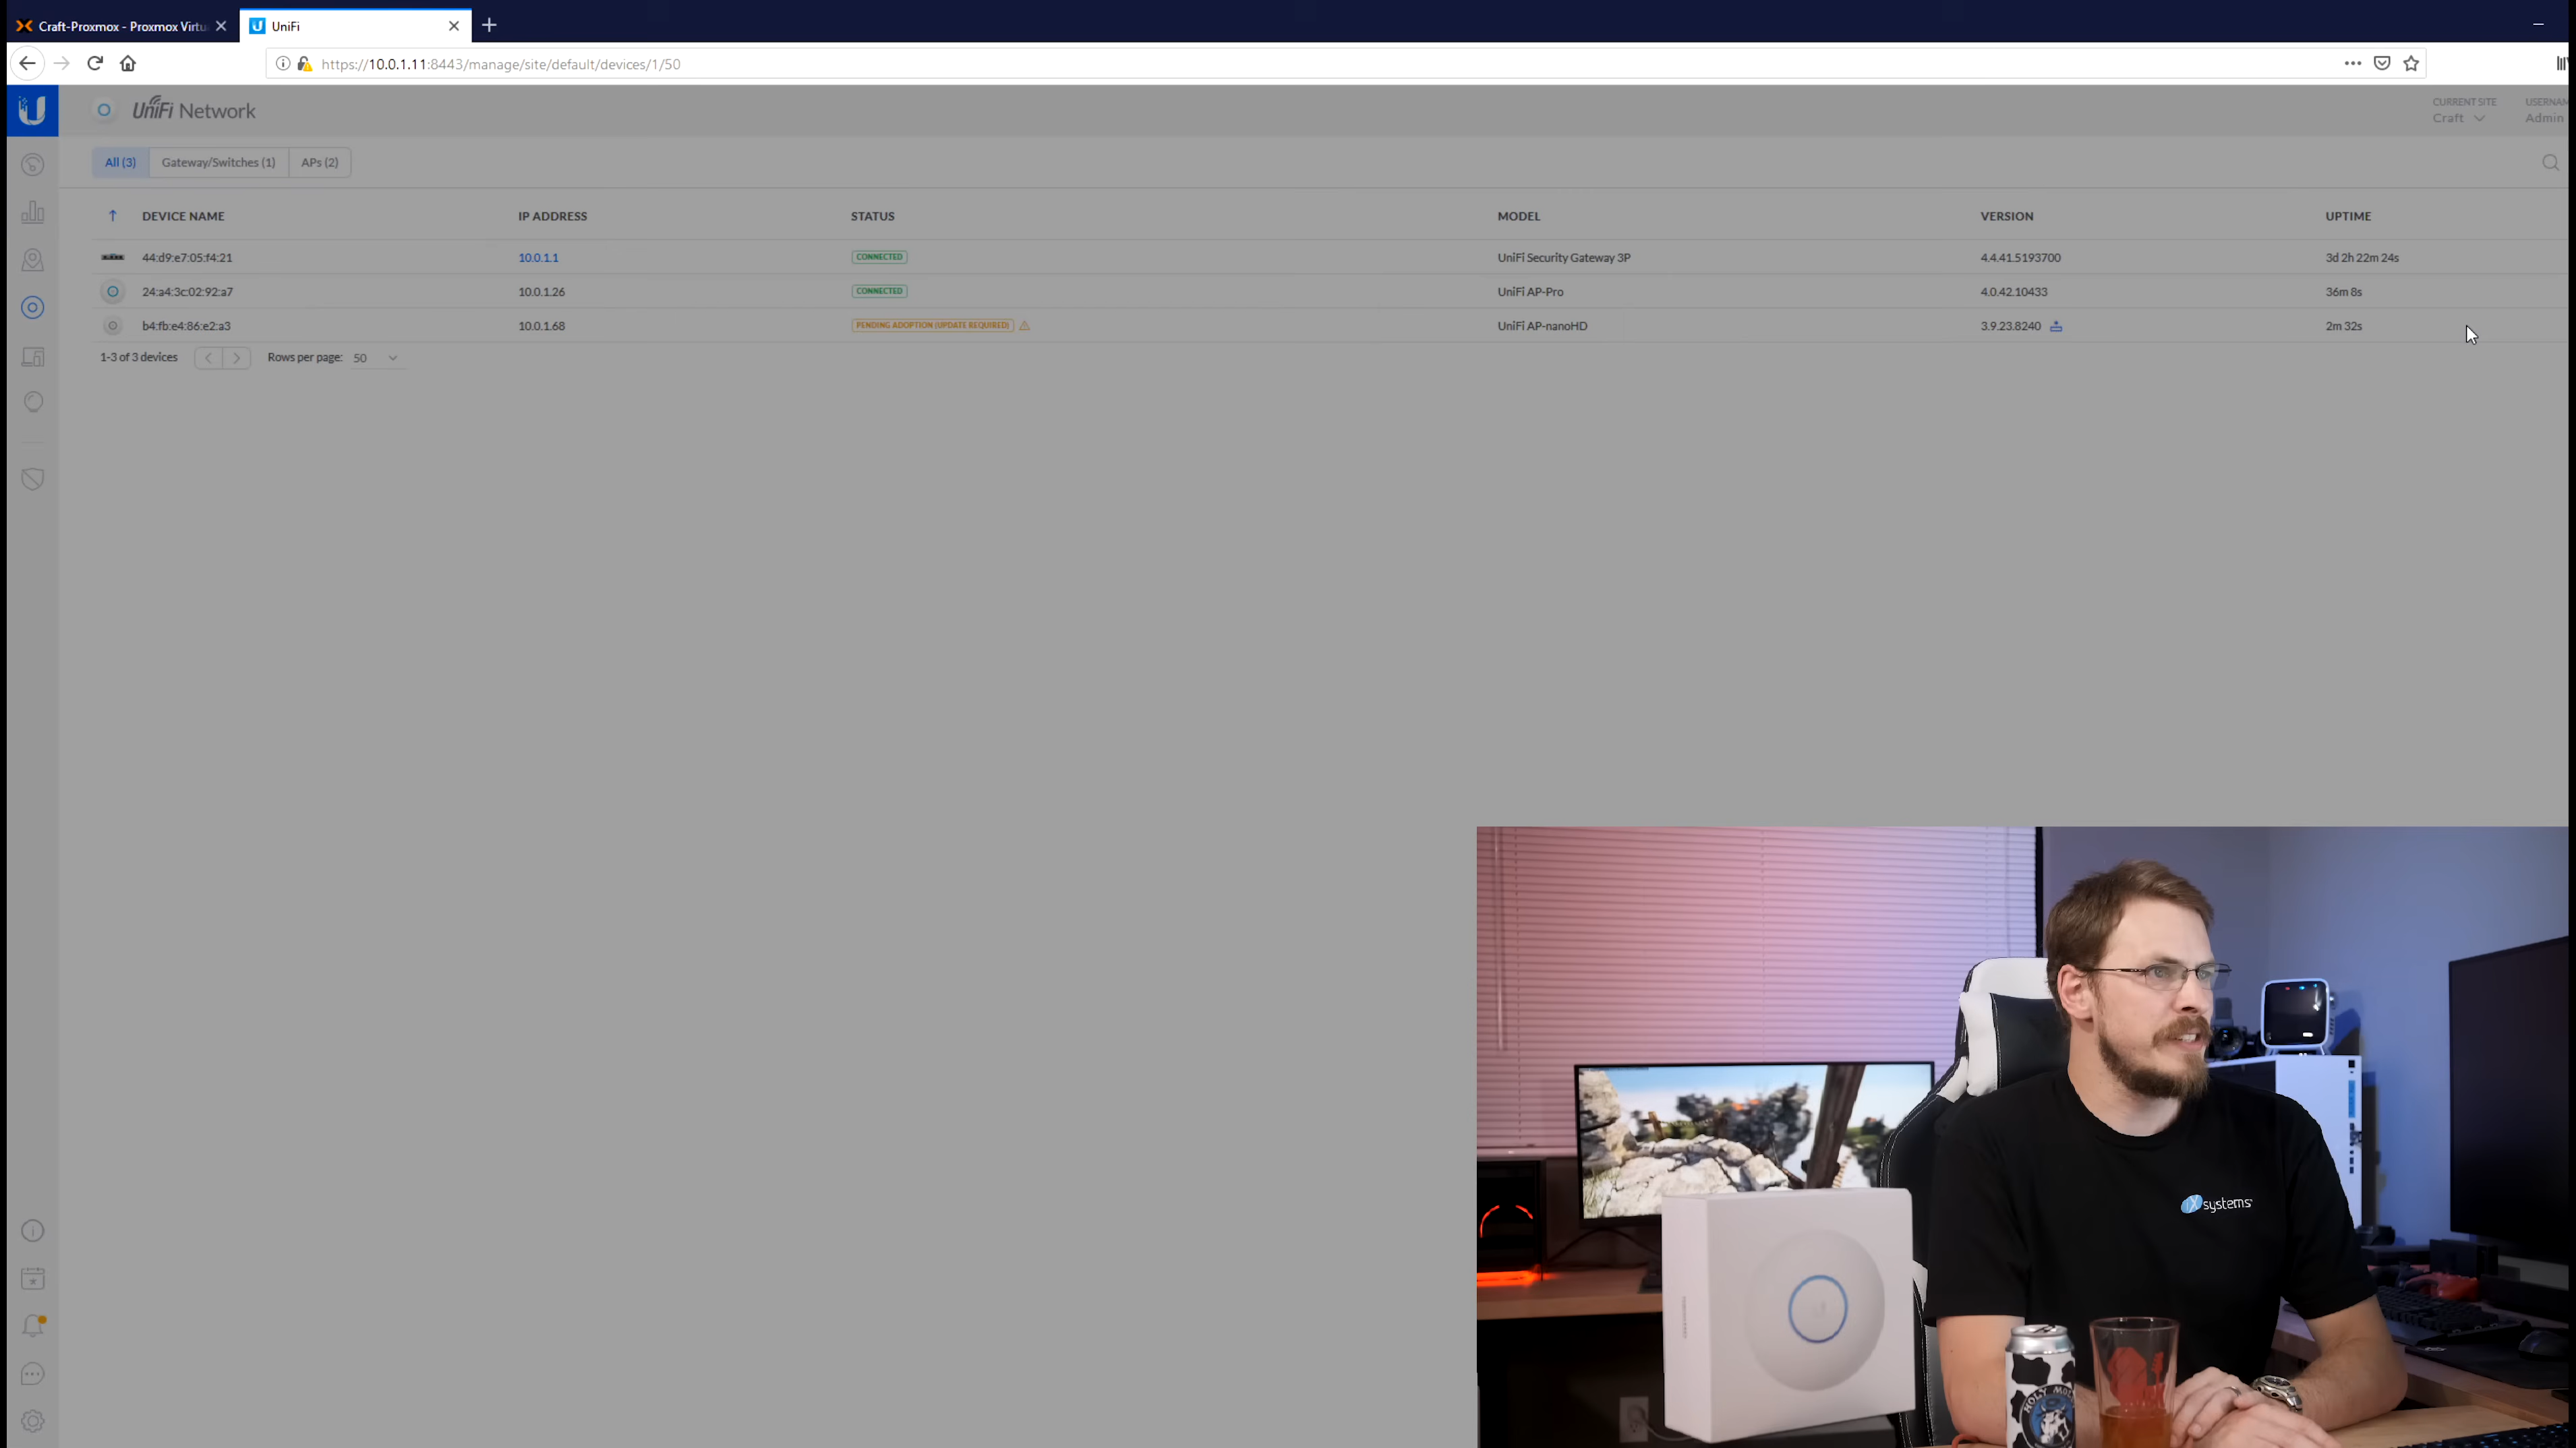 Craft-Proxmox - Proxmox Virtu
UniFi
https://10.0.1.11:8443/manage/site/default/devices/1/50
UniFi Network
CURRENT SITE
Craft
USERNAM
Admin
All (3)
Gateway/Switches (1)
APs (2)
DEVICE NAME IP ADDRESS STATUS MODEL VERSION UPTIME
44:d9:e7:05:f4:21 10.0.1.1 CONNECTED UniFi Security Gateway 3P 4.4.41.5193700 3d 2h 22m 24s
24:a4:3c:02:92:a7 10.0.1.26 CONNECTED UniFi AP-Pro 4.0.42.10433 36m 8s
b4:fb:e4:86:e2:a3 10.0.1.68 PENDING ADOPTION (UPDATE REQUIRED) UniFi AP-nanoHD 3.9.23.8240 2m 32s
1-3 of 3 devices Rows per page: 50
iXsystems